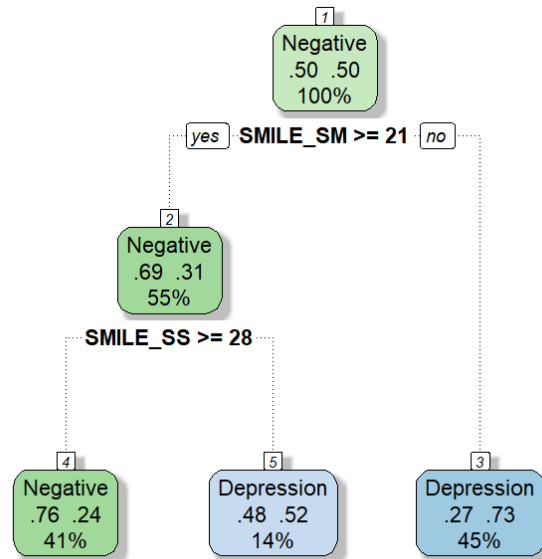 1
Negative
.50 .50
100%
yes SMILE_SM >= 21 no
2
Negative
.69 .31
55%
SMILE_SS >= 28
4
Negative
.76 .24
41%
5
Depression
.48 .52
14%
3
Depression
.27 .73
45%